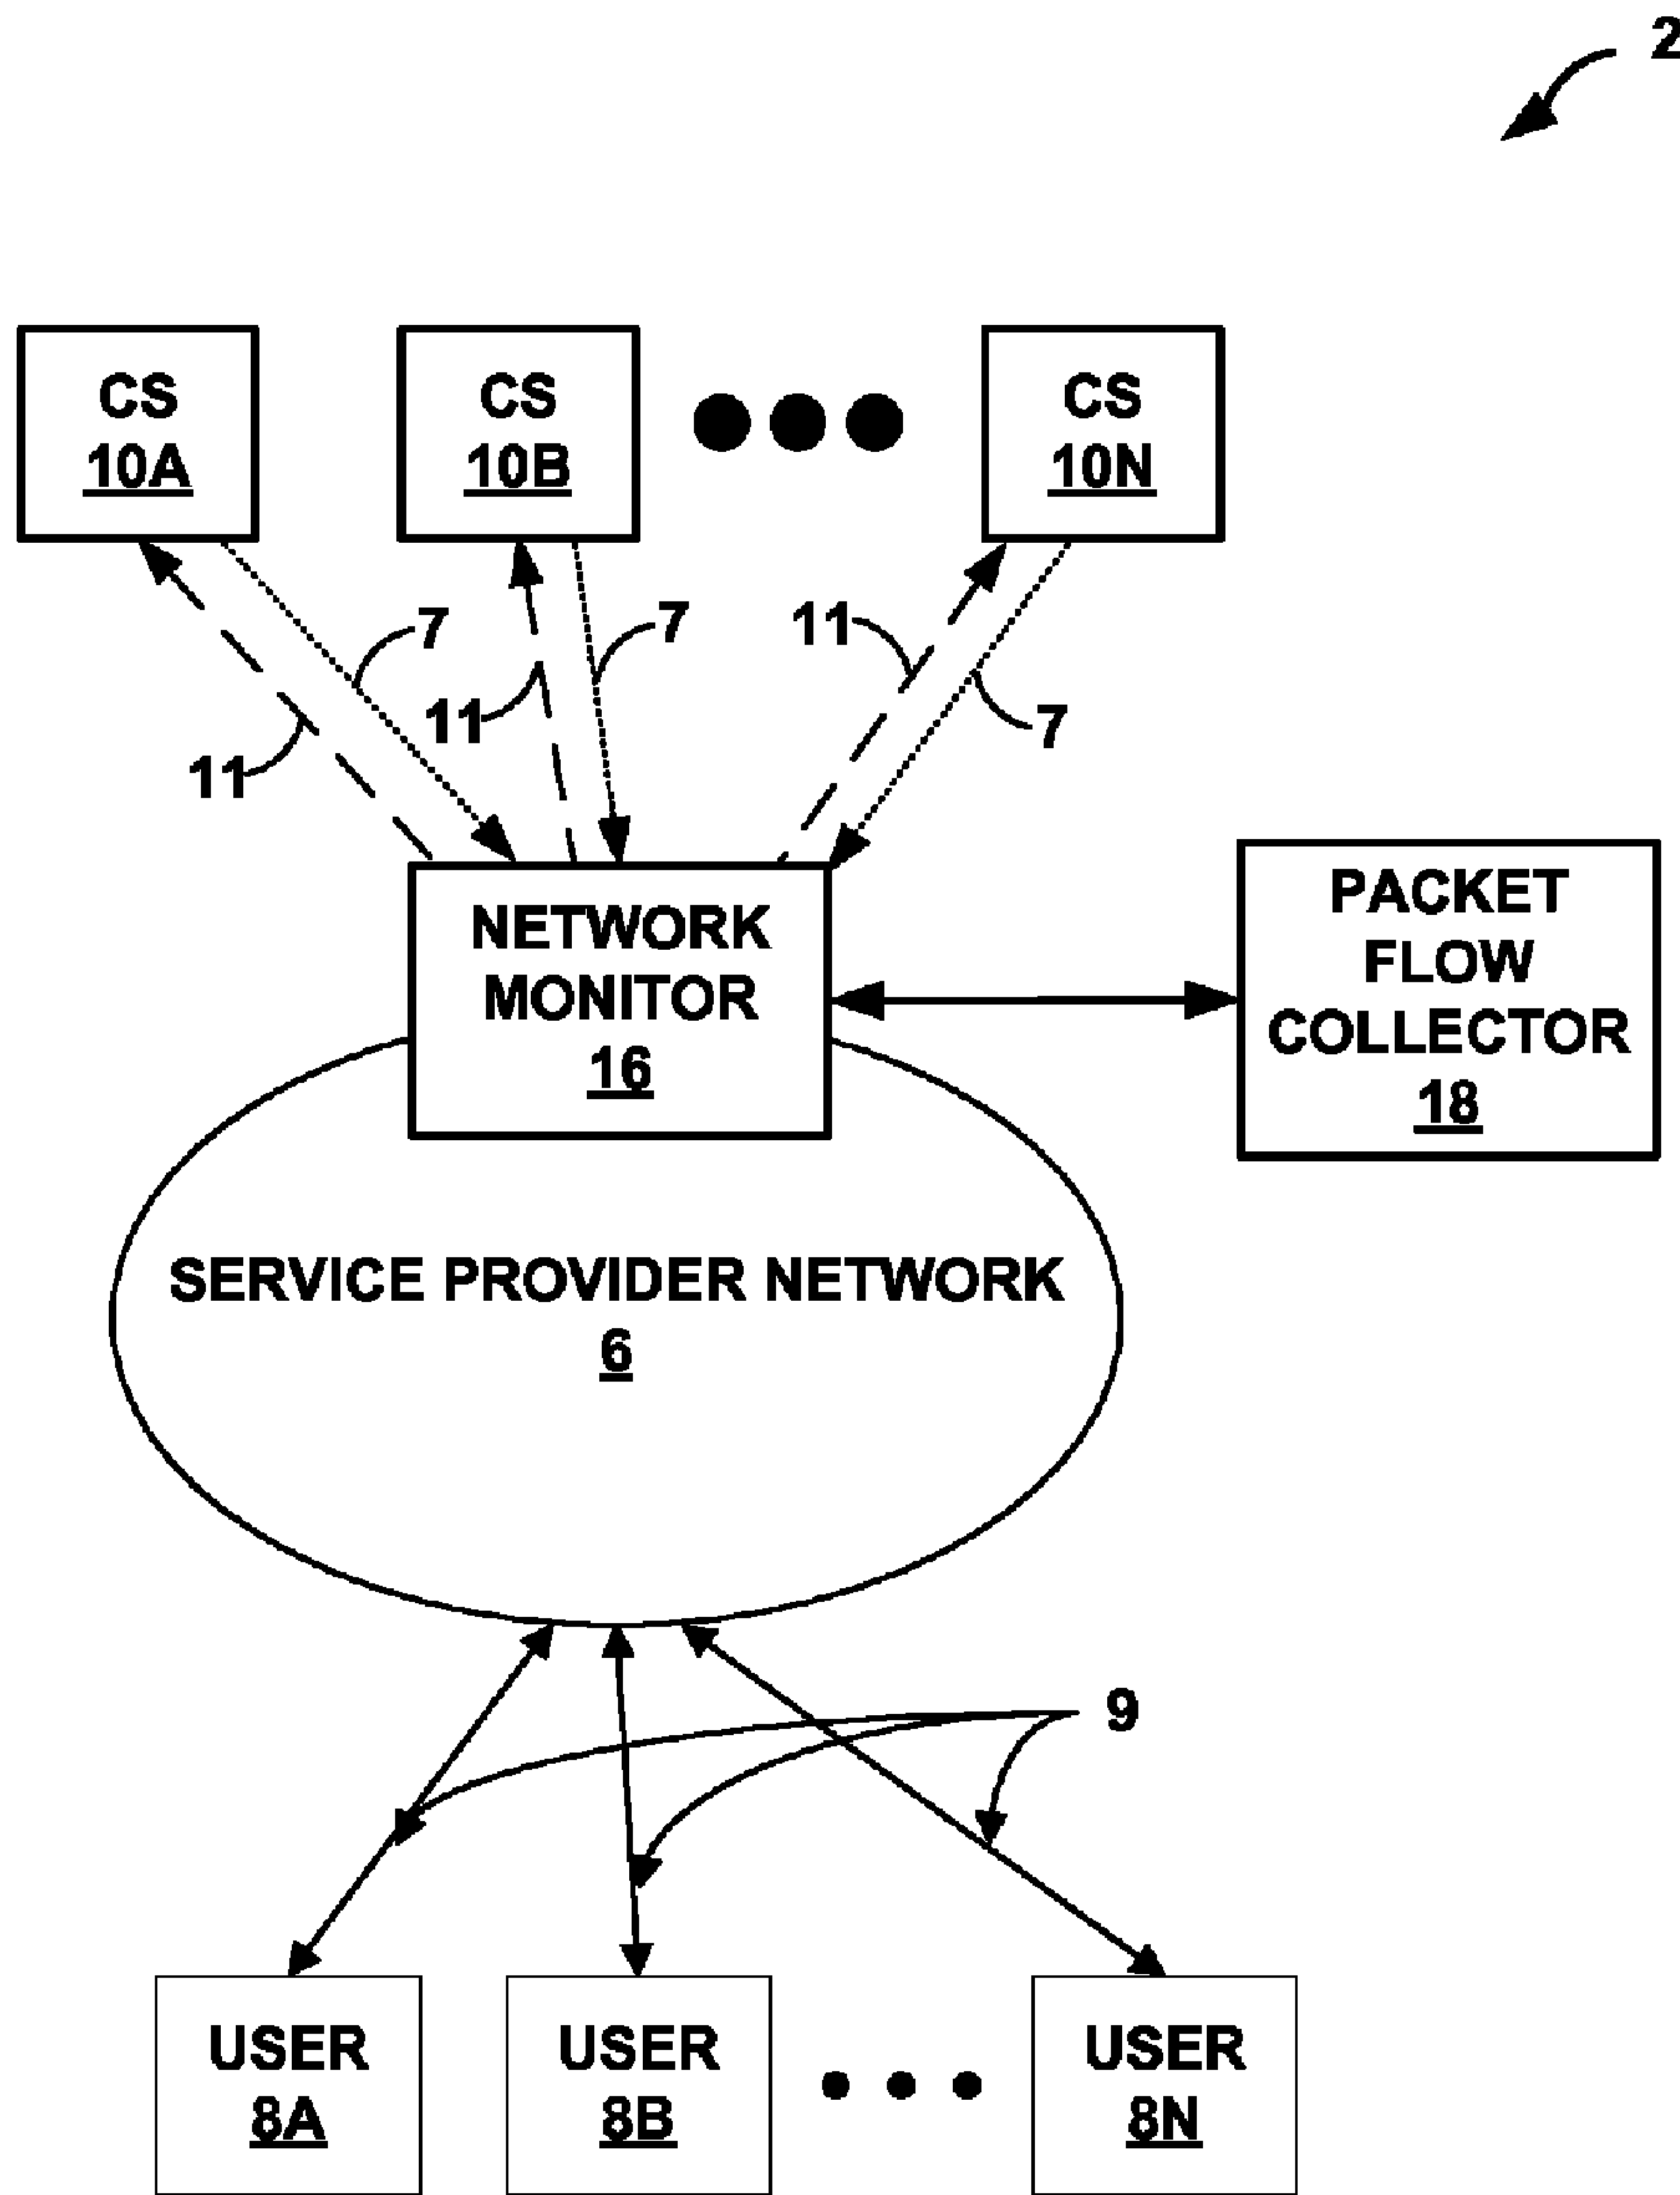 2
CS
10A
CS
10B
CS
10N
7
7
11
11
7
11
NETWORK
MONITOR
16
PACKET
FLOW
COLLECTOR
18
SERVICE PROVIDER NETWORK
6
9
USER
8A
USER
8B
USER
8N